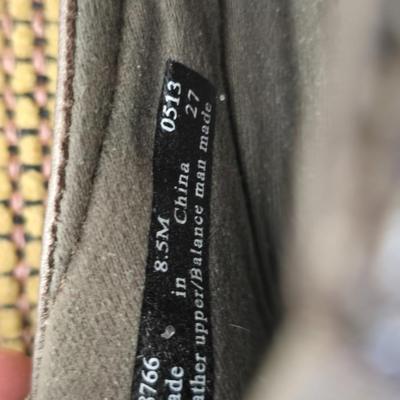 8766 8.5M 0513
ade in China 27
ather upper/Balance man made